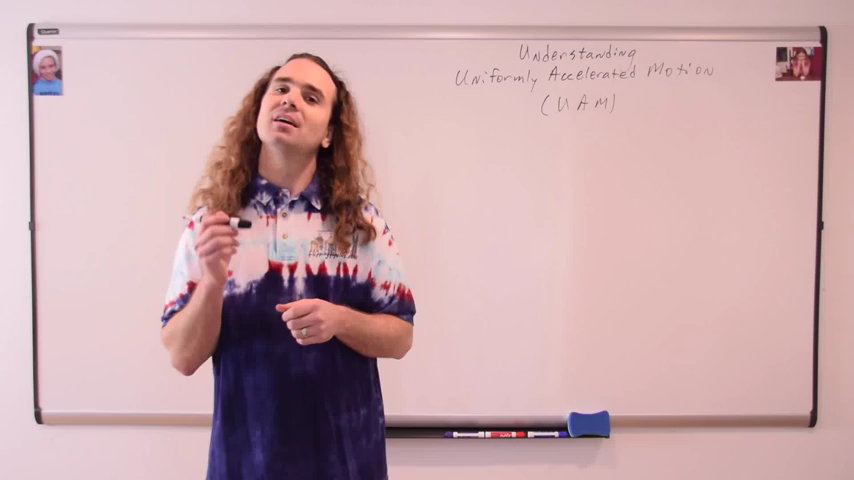 Understanding
Uniformly Accelerated Motion
(UAM)